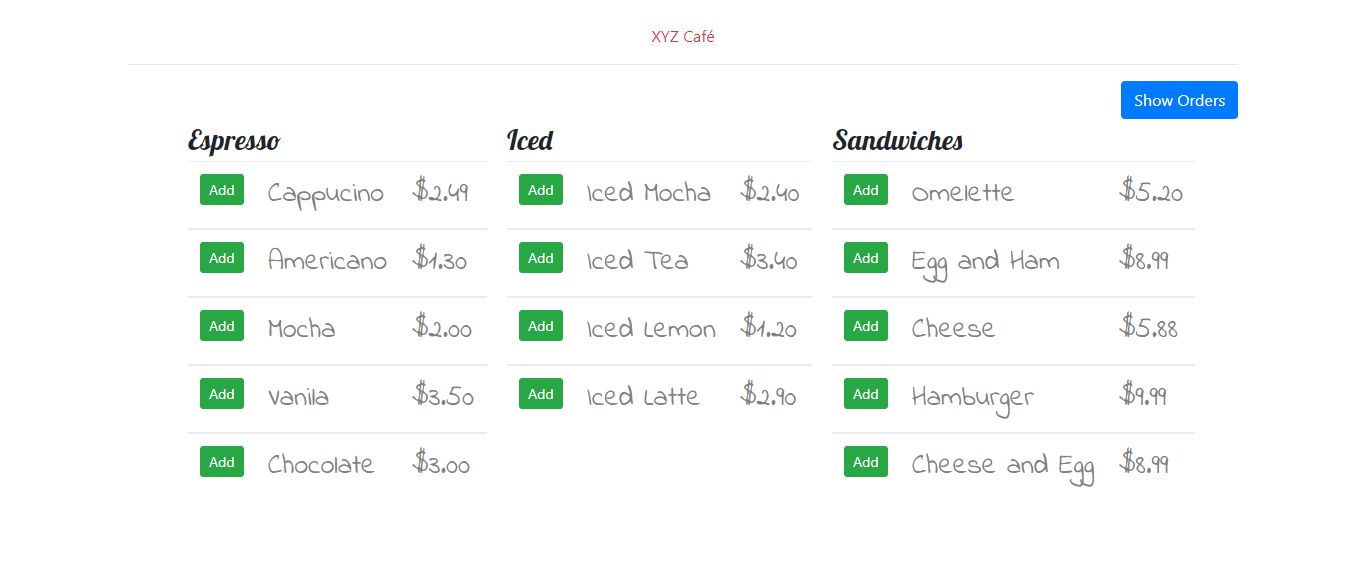 XYZ Café
Show Orders
Espresso
Add Cappucino $2.49
Add Americano $1.30
Add Mocha $2.00
Add Vanila $3.50
Add Chocolate $3.00
Iced
Add Iced Mocha $2.40
Add Iced Tea $3.40
Add Iced Lemon $1.20
Add Iced Latte $2.90
Sandwiches
Add Omelette $5.20
Add Egg and Ham $8.99
Add Cheese $5.88
Add Hamburger $9.99
Add Cheese and Egg $8.99